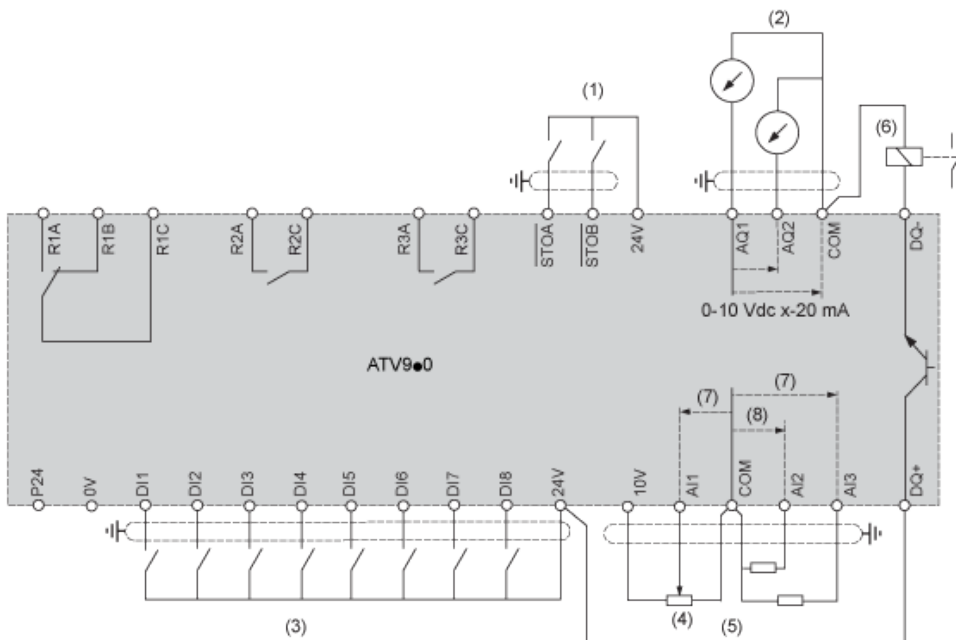 (2)
(1)
(6)
R1A
R1B
R1C
R2A
R2C
R3A
R3C
STOA
STOB
24V
AQ1
AQ2
COM
DQ-
0-10 Vdc x-20 mA
ATV9●0
(7)
(7)
(8)
P24
0V
DI1
DI2
DI3
DI4
DI5
DI6
DI7
DI8
24V
10V
AI1
COM
AI2
AI3
DQ+
(3)
(4)
(5)